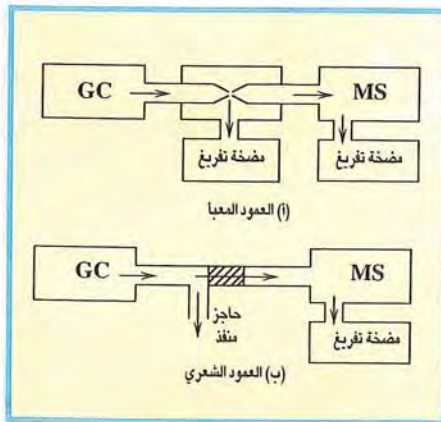 GC
MS
مضخة تفريغ
مضخة تفريغ
(أ) العمود المعبأ
GC
MS
حاجز
منفذ
مضخة تفريغ
(ب) العمود الشعري